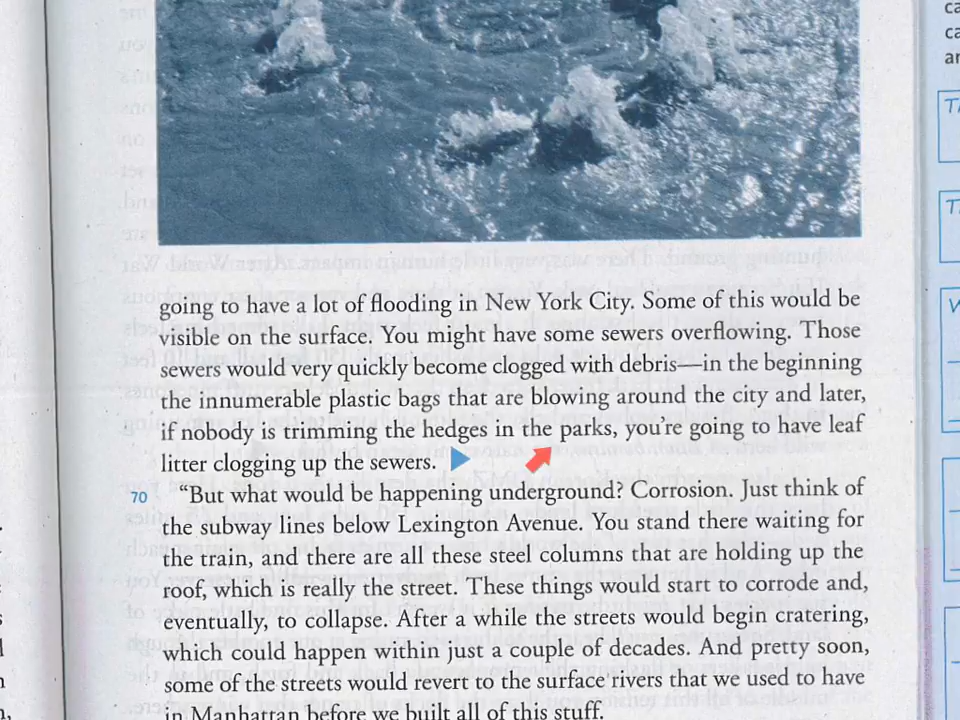 going to have a lot of flooding in New York City. Some of this would be
visible on the surface. You might have some sewers overflowing. Those
sewers would very quickly become clogged with debris—in the beginning
the innumerable plastic bags that are blowing around the city and later,
if nobody is trimming the hedges in the parks, you're going to have leaf
litter clogging up the sewers.
70 "But what would be happening underground? Corrosion. Just think of
the subway lines below Lexington Avenue. You stand there waiting for
the train, and there are all these steel columns that are holding up the
roof, which is really the street. These things would start to corrode and,
eventually, to collapse. After a while the streets would begin cratering,
which could happen within just a couple of decades. And pretty soon,
some of the streets would revert to the surface rivers that we used to have
in Manhattan before we built all of this stuff.